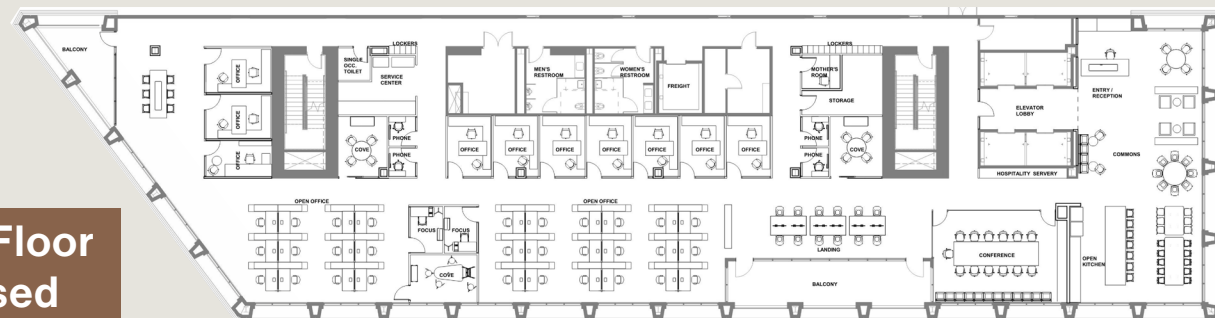 BALCONY
LOCKERS
SINGLE
OCC.
TOILET
SERVICE
CENTER
MEN'S
RESTROOM
WOMEN'S
RESTROOM
FREIGHT
LOCKERS
MOTHER'S
ROOM
STORAGE
ENTRY /
RECEPTION
ELEVATOR
LOBBY
COMMONS
HOSPITALITY SERVERY
OFFICE
OFFICE
OFFICE
COVE
PHONE
PHONE
OFFICE
OFFICE
OFFICE
OFFICE
OFFICE
OFFICE
OFFICE
PHONE
PHONE
COVE
OPEN OFFICE
FOCUS
FOCUS
COVE
OPEN OFFICE
LANDING
BALCONY
CONFERENCE
OPEN
KITCHEN
Floor
sed